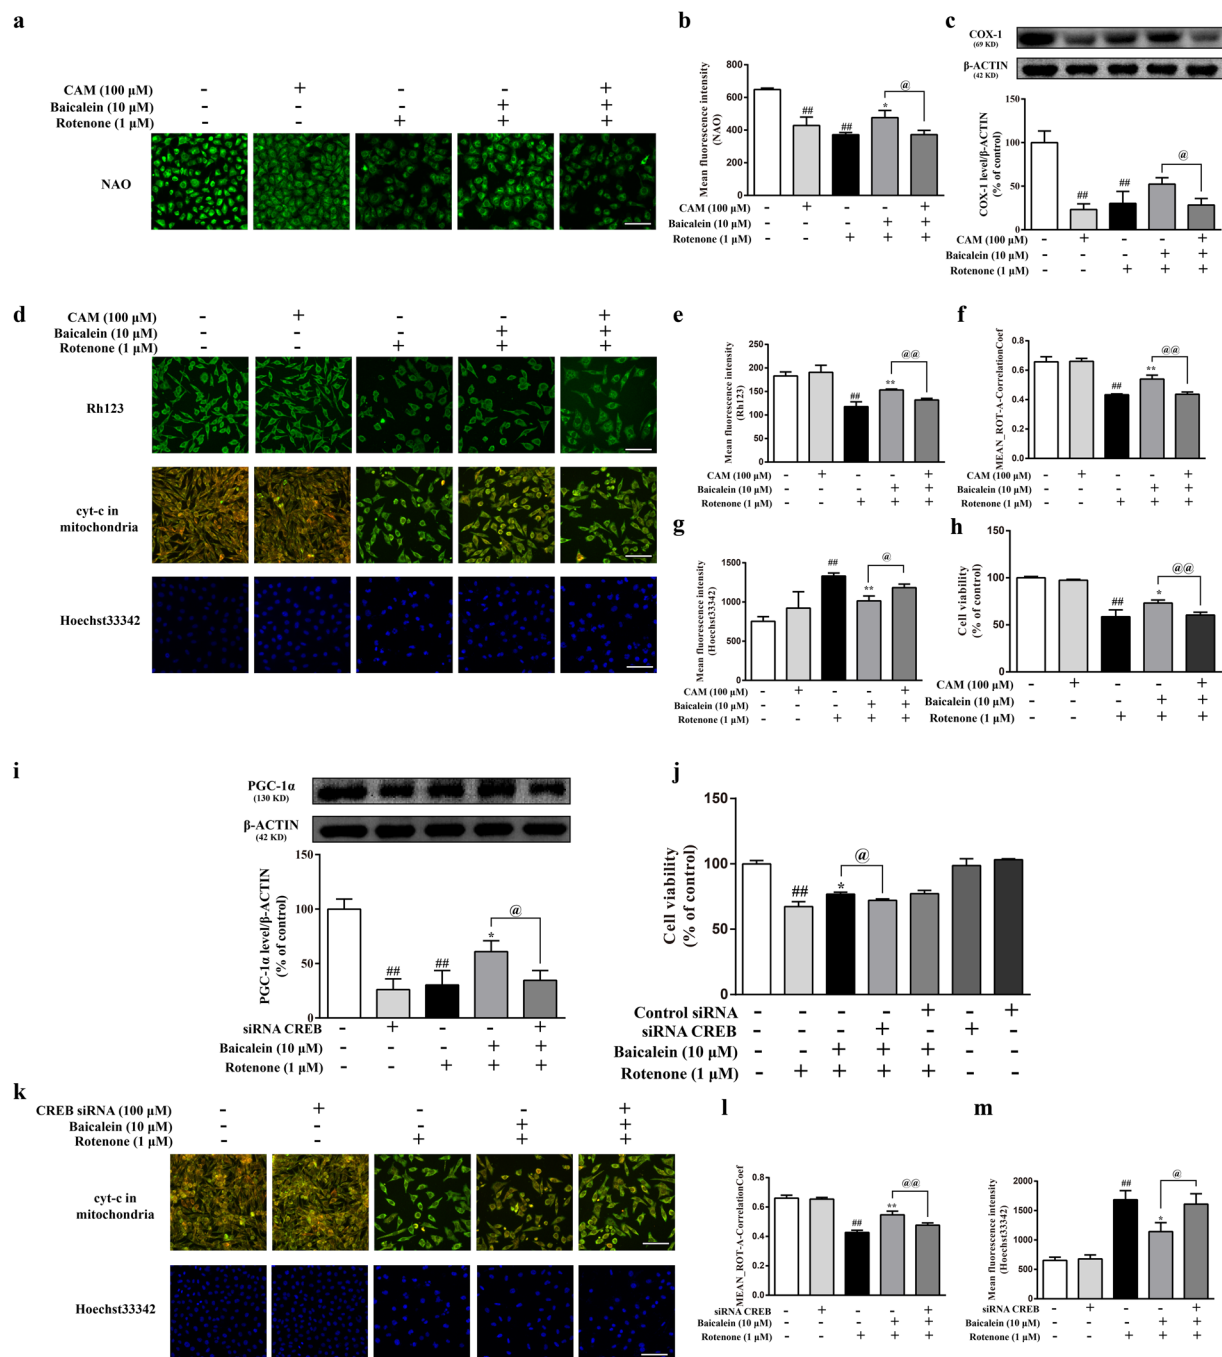 a
CAM (100 μM) - + - - +
Baicalein (10 μM) - - - + +
Rotenone (1 μM) - - + + +
NAO
b
Mean fluorescence intensity
(NAO)
800
600
400
200
0
## ## * @
CAM (100 μM) - + - - +
Baicalein (10 μM) - - - + +
Rotenone (1 μM) - - + + +
c
COX-1
(69 KD)
β-ACTIN
(42 KD)
COX-1 level/β-ACTIN
(% of control)
150
100
50
0
## ## @
CAM (100 μM) - + - - +
Baicalein (10 μM) - - - + +
Rotenone (1 μM) - - + + +
d
CAM (100 μM) - + - - +
Baicalein (10 μM) - - - + +
Rotenone (1 μM) - - + + +
Rh123
cyt-c in
mitochondria
Hoechst33342
e
Mean fluorescence intensity
(Rh123)
250
200
150
100
50
0
## ** @@
CAM (100 μM) - + - - +
Baicalein (10 μM) - - - + +
Rotenone (1 μM) - - + + +
f
MEAN_ROT-A-CorrelationCoef
0.8
0.6
0.4
0.2
0.0
## ** @@
CAM (100 μM) - + - - +
Baicalein (10 μM) - - - + +
Rotenone (1 μM) - - + + +
g
Mean fluorescence intensity
(Hoechst33342)
1500
1000
500
0
## ** @
CAM (100 μM) - + - - +
Baicalein (10 μM) - - - + +
Rotenone (1 μM) - - + + +
h
Cell viability
(% of control)
150
100
50
0
## * @@
CAM (100 μM) - + - - +
Baicalein (10 μM) - - - + +
Rotenone (1 μM) - - + + +
i
PGC-1α
(130 KD)
β-ACTIN
(42 KD)
PGC-1α level/β-ACTIN
(% of control)
150
100
50
0
## ## * @
siRNA CREB - + - - +
Baicalein (10 μM) - - - + +
Rotenone (1 μM) - - + + +
j
Cell viability
(% of control)
150
100
50
0
## * @
Control siRNA - - - - + - +
siRNA CREB - - - + - + -
Baicalein (10 μM) - - + + + - -
Rotenone (1 μM) - + + + + - -
k
CREB siRNA (100 μM) - + - - +
Baicalein (10 μM) - - - + +
Rotenone (1 μM) - - + + +
cyt-c in
mitochondria
Hoechst33342
l
MEAN_ROT-A-CorrelationCoef
0.8
0.6
0.4
0.2
0.0
## ** @@
siRNA CREB - + - - +
Baicalein (10 μM) - - - + +
Rotenone (1 μM) - - + + +
m
Mean fluorescence intensity
(Hoechst33342)
2000
1500
1000
500
0
## * @
siRNA CREB - + - - +
Baicalein (10 μM) - - - + +
Rotenone (1 μM) - - + + +